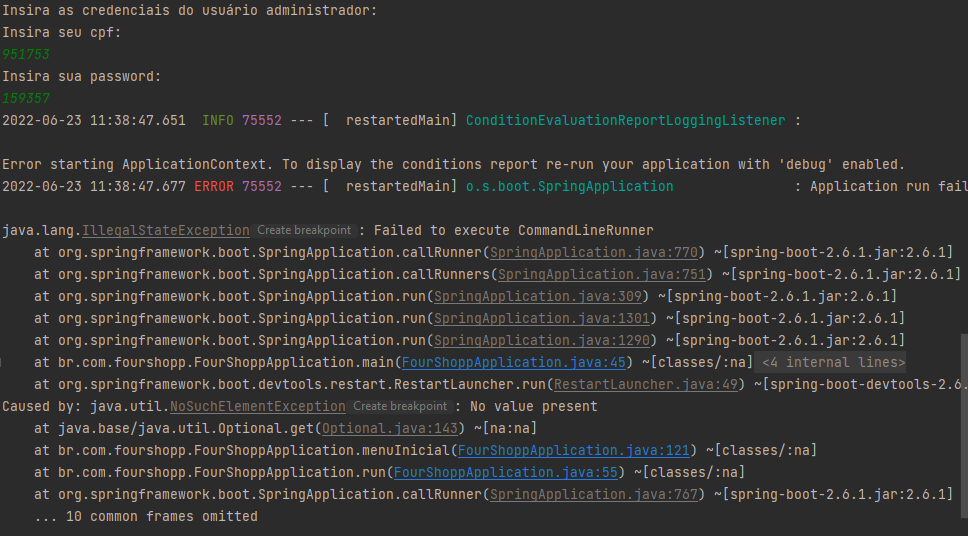 Insira as credenciais do usuário administrador:
Insira seu cpf:
951753
Insira sua password:
159357
2022-06-23 11:38:47.651  INFO 75552 --- [  restartedMain] ConditionEvaluationReportLoggingListener :
Error starting ApplicationContext. To display the conditions report re-run your application with 'debug' enabled.
2022-06-23 11:38:47.677 ERROR 75552 --- [  restartedMain] o.s.boot.SpringApplication               : Application run fail
java.lang.IllegalStateException Create breakpoint : Failed to execute CommandLineRunner
at org.springframework.boot.SpringApplication.callRunner(SpringApplication.java:770) ~[spring-boot-2.6.1.jar:2.6.1]
at org.springframework.boot.SpringApplication.callRunners(SpringApplication.java:751) ~[spring-boot-2.6.1.jar:2.6.1]
at org.springframework.boot.SpringApplication.run(SpringApplication.java:309) ~[spring-boot-2.6.1.jar:2.6.1]
at org.springframework.boot.SpringApplication.run(SpringApplication.java:1301) ~[spring-boot-2.6.1.jar:2.6.1]
at org.springframework.boot.SpringApplication.run(SpringApplication.java:1290) ~[spring-boot-2.6.1.jar:2.6.1]
at br.com.fourshopp.FourShoppApplication.main(FourShoppApplication.java:45) ~[classes/:na] <4 internal lines>
at org.springframework.boot.devtools.restart.RestartLauncher.run(RestartLauncher.java:49) ~[spring-boot-devtools-2.6.
Caused by: java.util.NoSuchElementException Create breakpoint : No value present
at java.base/java.util.Optional.get(Optional.java:143) ~[na:na]
at br.com.fourshopp.FourShoppApplication.menuInicial(FourShoppApplication.java:121) ~[classes/:na]
at br.com.fourshopp.FourShoppApplication.run(FourShoppApplication.java:55) ~[classes/:na]
at org.springframework.boot.SpringApplication.callRunner(SpringApplication.java:767) ~[spring-boot-2.6.1.jar:2.6.1]
... 10 common frames omitted